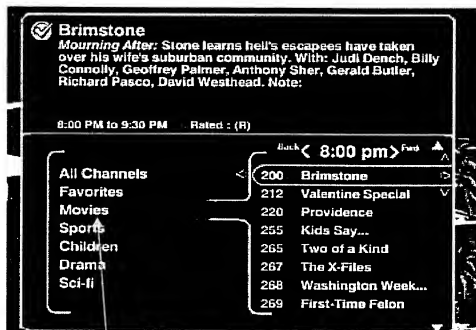 Brimstone
Mourning After: Stone learns hell's escapees have taken
over his wife's suburban community. With: Judi Dench, Billy
Connolly, Geoffrey Palmer, Anthony Sher, Gerald Butler,
Richard Pasco, David Westhead. Note:
8:00 PM to 9:30 PM Rated : (R)
Back < 8:00 pm > Fwd
All Channels
Favorites
Movies
Sports
Children
Drama
Sci-fi
200 Brimstone
212 Valentine Special
220 Providence
255 Kids Say...
265 Two of a Kind
267 The X-Files
268 Washington Week...
269 First-Time Felon